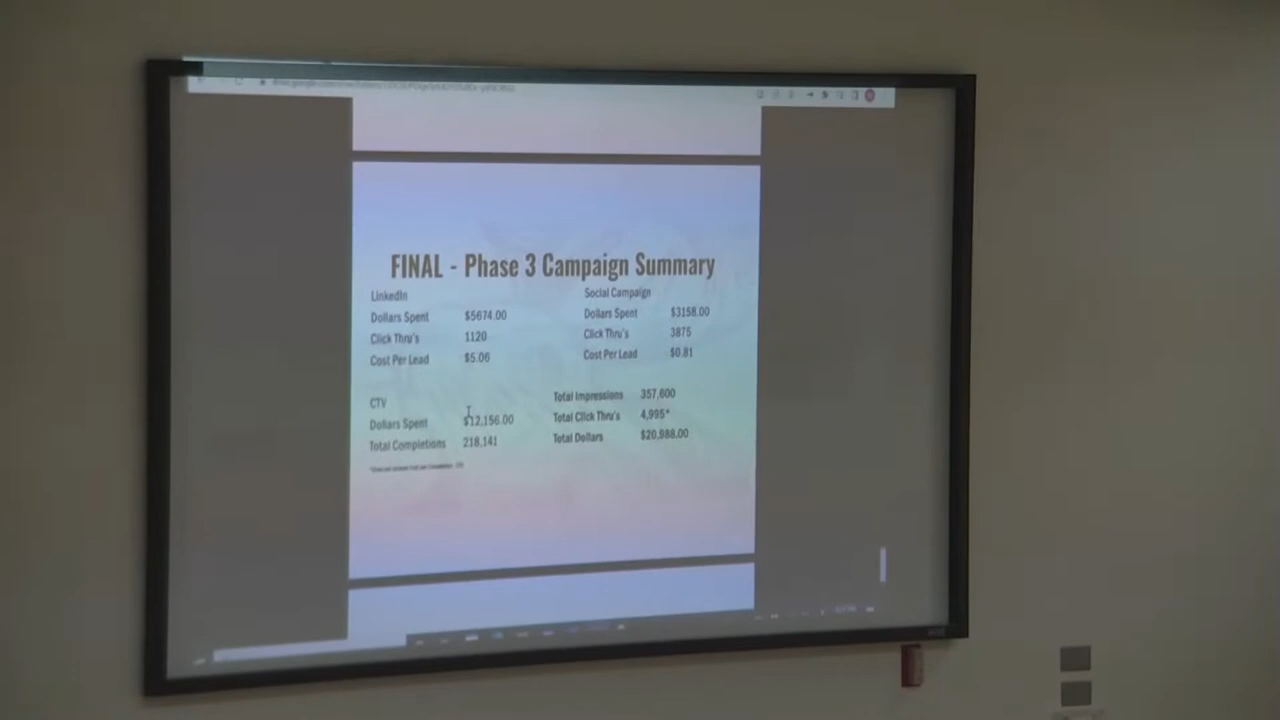 FINAL - Phase 3 Campaign Summary
LinkedIn
Dollars Spent $5674.00
Click Thru's 1120
Cost Per Lead $5.06
Social Campaign
Dollars Spent $3158.00
Click Thru's 3875
Cost Per Lead $0.81
CTV
Dollars Spent $12,156.00
Total Completions 218,141
Total Impressions 357,600
Total Click Thru's 4,995*
Total Dollars $20,988.00